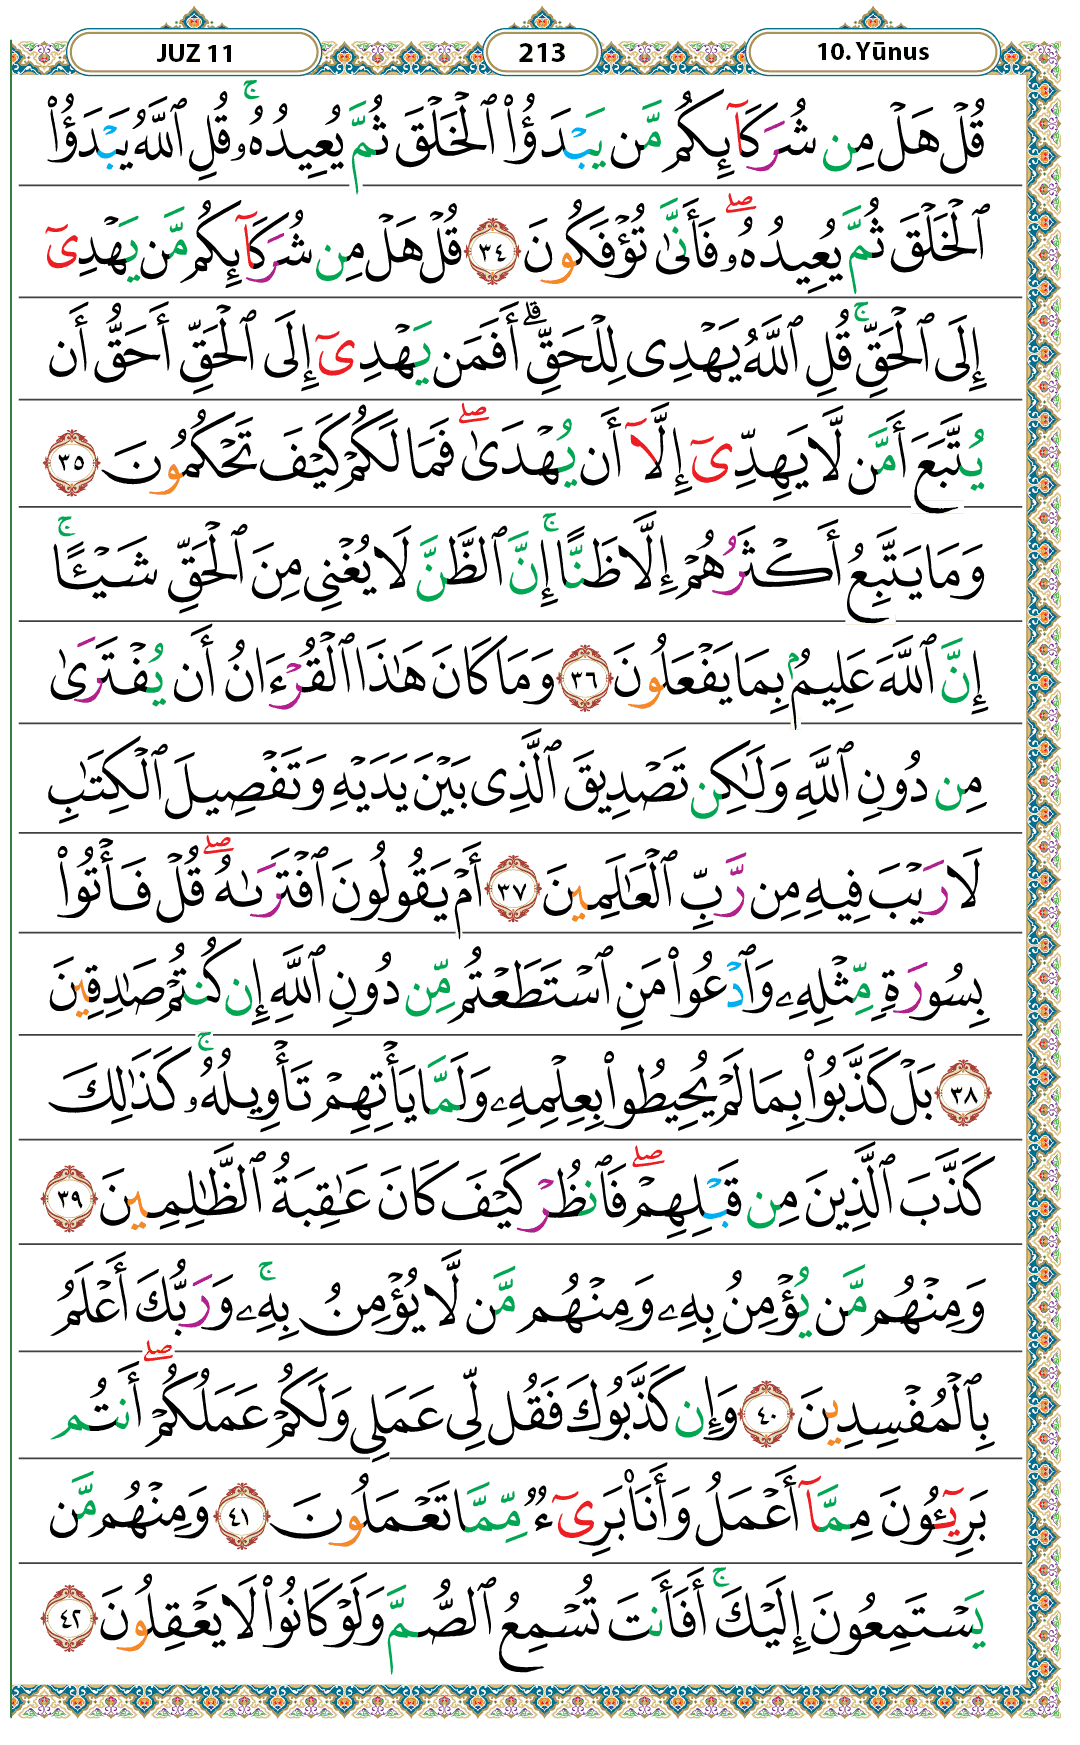 JUZ 11 213 10. Yūnus
قُلْ هَلْ مِن شُرَكَآئِكُم مَّن يَبْدَؤُا۟ ٱلْخَلْقَ ثُمَّ يُعِيدُهُۥ ۚ قُلِ ٱللَّهُ يَبْدَؤُا۟
ٱلْخَلْقَ ثُمَّ يُعِيدُهُۥ ۖ فَأَنَّىٰ تُؤْفَكُونَ ٣٤ قُلْ هَلْ مِن شُرَكَآئِكُم مَّن يَهْدِىٓ
إِلَى ٱلْحَقِّ ۚ قُلِ ٱللَّهُ يَهْدِى لِلْحَقِّ ۗ أَفَمَن يَهْدِىٓ إِلَى ٱلْحَقِّ أَحَقُّ أَن
يُتَّبَعَ أَمَّن لَّا يَهِدِّىٓ إِلَّآ أَن يُهْدَىٰ ۖ فَمَا لَكُمْ كَيْفَ تَحْكُمُونَ ٣٥
وَمَا يَتَّبِعُ أَكْثَرُهُمْ إِلَّا ظَنًّا ۚ إِنَّ ٱلظَّنَّ لَا يُغْنِى مِنَ ٱلْحَقِّ شَيْـًٔا ۚ
إِنَّ ٱللَّهَ عَلِيمٌۢ بِمَا يَفْعَلُونَ ٣٦ وَمَا كَانَ هَـٰذَا ٱلْقُرْءَانُ أَن يُفْتَرَىٰ
مِن دُونِ ٱللَّهِ وَلَـٰكِن تَصْدِيقَ ٱلَّذِى بَيْنَ يَدَيْهِ وَتَفْصِيلَ ٱلْكِتَـٰبِ
لَا رَيْبَ فِيهِ مِن رَّبِّ ٱلْعَـٰلَمِينَ ٣٧ أَمْ يَقُولُونَ ٱفْتَرَىٰهُ ۖ قُلْ فَأْتُوا۟
بِسُورَةٍ مِّثْلِهِۦ وَٱدْعُوا۟ مَنِ ٱسْتَطَعْتُم مِّن دُونِ ٱللَّهِ إِن كُنتُمْ صَـٰدِقِينَ
٣٨ بَلْ كَذَّبُوا۟ بِمَا لَمْ يُحِيطُوا۟ بِعِلْمِهِۦ وَلَمَّا يَأْتِهِمْ تَأْوِيلُهُۥ ۚ كَذَٰلِكَ
كَذَّبَ ٱلَّذِينَ مِن قَبْلِهِمْ ۖ فَٱنظُرْ كَيْفَ كَانَ عَـٰقِبَةُ ٱلظَّـٰلِمِينَ ٣٩
وَمِنْهُم مَّن يُؤْمِنُ بِهِۦ وَمِنْهُم مَّن لَّا يُؤْمِنُ بِهِۦ ۚ وَرَبُّكَ أَعْلَمُ
بِٱلْمُفْسِدِينَ ٤٠ وَإِن كَذَّبُوكَ فَقُل لِّى عَمَلِى وَلَكُمْ عَمَلُكُمْ ۖ أَنتُم
بَرِيٓـُٔونَ مِمَّآ أَعْمَلُ وَأَنَا۠ بَرِىٓءٌ مِّمَّا تَعْمَلُونَ ٤١ وَمِنْهُم مَّن
يَسْتَمِعُونَ إِلَيْكَ ۚ أَفَأَنتَ تُسْمِعُ ٱلصُّمَّ وَلَوْ كَانُوا۟ لَا يَعْقِلُونَ ٤٢